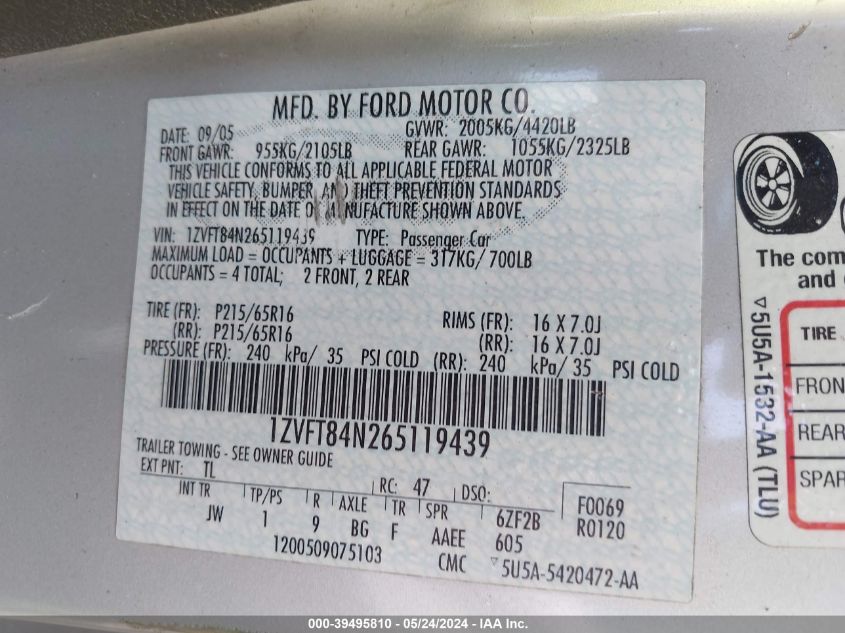 MFD. BY FORD MOTOR CO.
DATE: 09/05 GVWR: 2005KG/4420LB
FRONT GAWR: 955KG/2105LB REAR GAWR: 1055KG/2325LB
THIS VEHICLE CONFORMS TO ALL APPLICABLE FEDERAL MOTOR
VEHICLE SAFETY, BUMPER, AND THEFT PREVENTION STANDARDS
IN EFFECT ON THE DATE OF MANUFACTURE SHOWN ABOVE.
VIN: 1ZVFT84N265119439 TYPE: Passenger Car
MAXIMUM LOAD = OCCUPANTS + LUGGAGE = 317KG/ 700LB
OCCUPANTS = 4 TOTAL; 2 FRONT, 2 REAR
TIRE (FR): P215/65R16 RIMS (FR): 16 X 7.0J
(RR): P215/65R16 (RR): 16 X 7.0J
PRESSURE (FR): 240 kPa/ 35 PSI COLD (RR): 240 kPa/ 35 PSI COLD
1ZVFT84N265119439
TRAILER TOWING - SEE OWNER GUIDE
EXT PNT: TL RC: 47 DSO: F0069
INT TR TP/PS R AXLE TR SPR 6ZF2B R0120
JW 1 9 BG F AAEE 605
1200509075103 CMC ▽5U5A-5420472-AA
The com
and
▽5U5A-1532-AA (TLU)
TIRE
FRON
REAR
SPAR
000-39495810 - 05/24/2024 - IAA Inc.